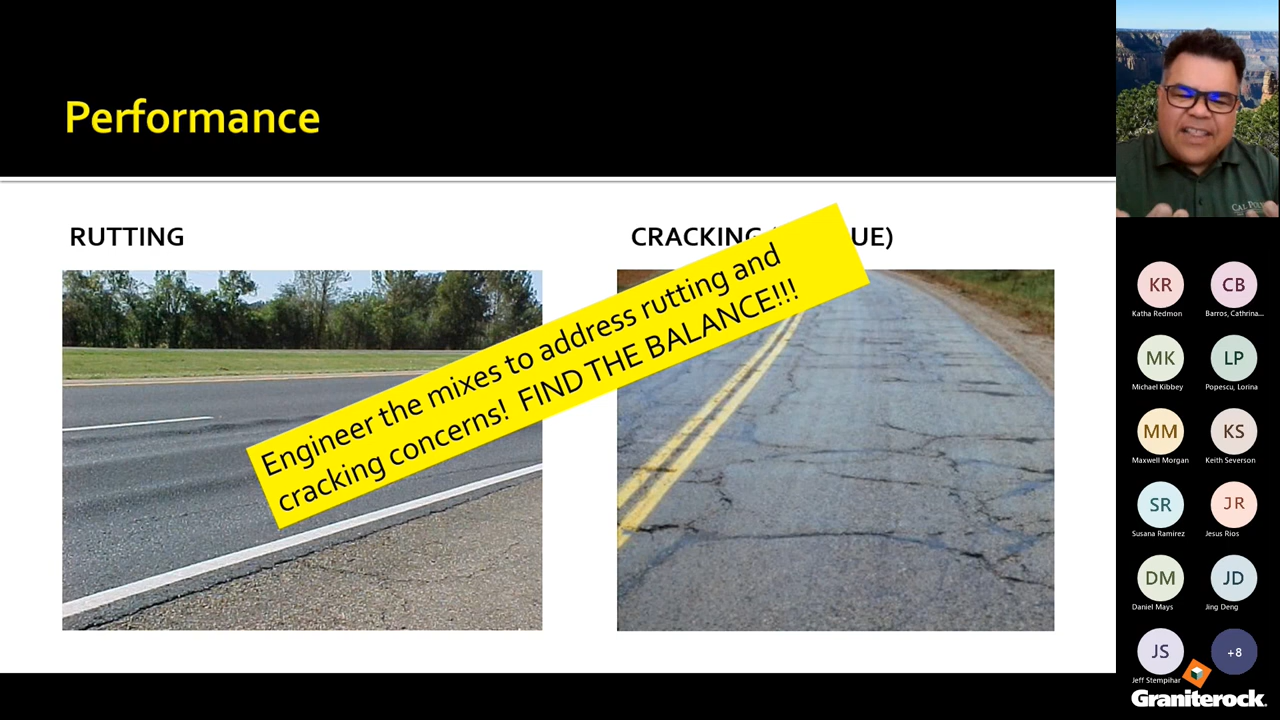 Performance
RUTTING
CRACKING
UE)
Engineer the mixes to address rutting and
cracking concerns! FIND THE BALANCE!!!
CAL POLY
KR
CB
Katha Redmon
Barros, Cathrina...
MK
LP
Michael Kibbey
Popescu, Lorina
MM
KS
Maxwell Morgan
Keith Severson
SR
JR
Susana Ramirez
Jesus Rios
DM
JD
Daniel Mays
Jing Deng
JS
+8
Jeff Stempihar
Graniterock.